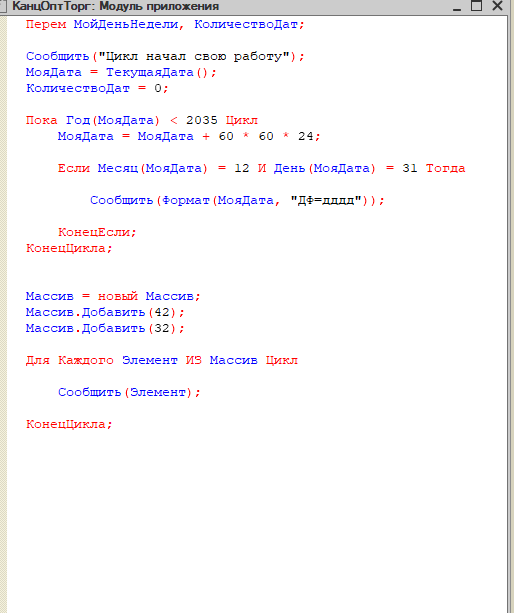 КанцОптТорг: Модуль приложения
Перем МойДеньНедели, КоличествоДат;
Сообщить("Цикл начал свою работу");
МояДата = ТекущаяДата();
КоличествоДат = 0;
Пока Год(МояДата) < 2035 Цикл
МояДата = МояДата + 60 * 60 * 24;
Если Месяц(МояДата) = 12 И День(МояДата) = 31 Тогда
Сообщить(Формат(МояДата, "ДФ=дддд"));
КонецЕсли;
КонецЦикла;
Массив = новый Массив;
Массив.Добавить(42);
Массив.Добавить(32);
Для Каждого Элемент ИЗ Массив Цикл
Сообщить(Элемент);
КонецЦикла;